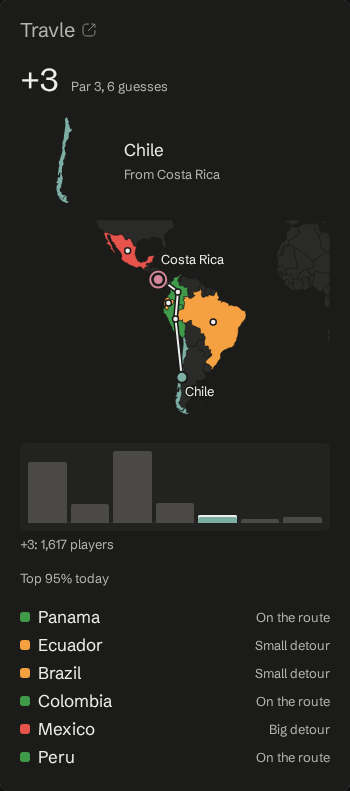 Travle
+3 Par 3, 6 guesses
Chile
From Costa Rica
Costa Rica
Chile
+3: 1,617 players
Top 95% today
Panama On the route
Ecuador Small detour
Brazil Small detour
Colombia On the route
Mexico Big detour
Peru On the route